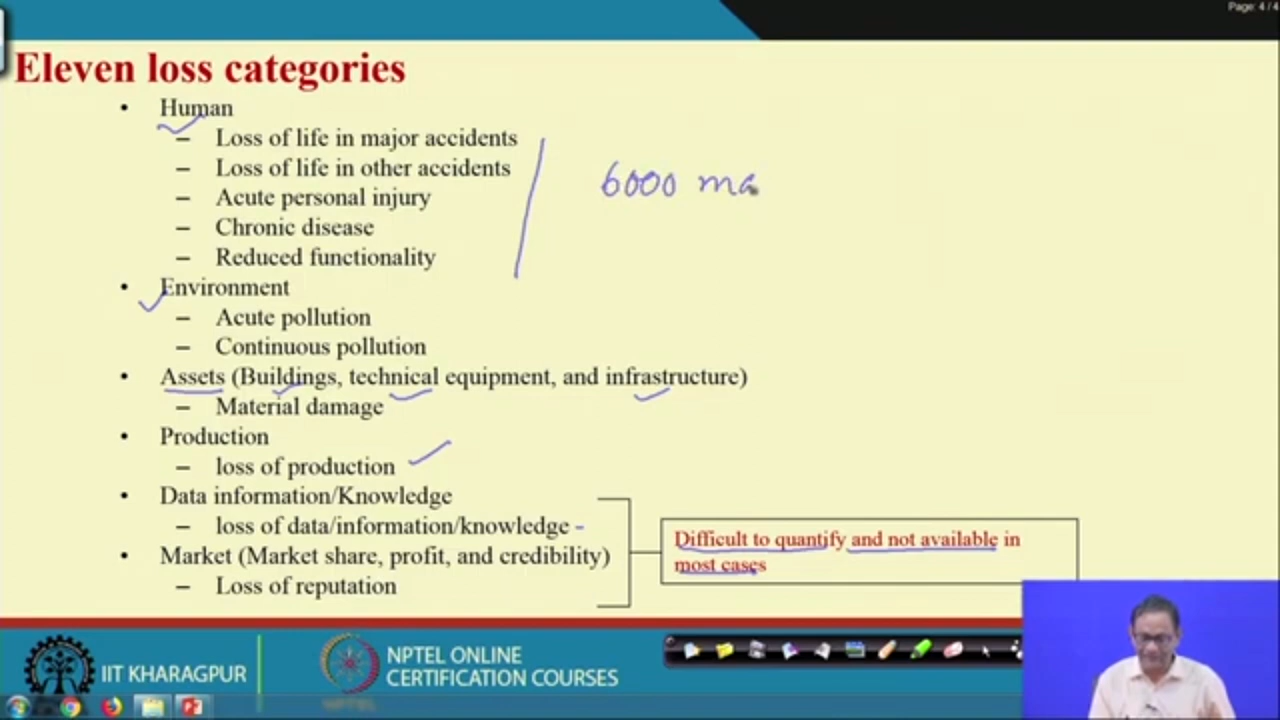 Page: 4 / 4
Eleven loss categories
• Human
– Loss of life in major accidents
– Loss of life in other accidents
– Acute personal injury
– Chronic disease
– Reduced functionality
6000 ma
• Environment
– Acute pollution
– Continuous pollution
• Assets (Buildings, technical equipment, and infrastructure)
– Material damage
• Production
– loss of production
• Data information/Knowledge
– loss of data/information/knowledge
• Market (Market share, profit, and credibility)
– Loss of reputation
Difficult to quantify and not available in
most cases
IIT KHARAGPUR
NPTEL ONLINE
CERTIFICATION COURSES